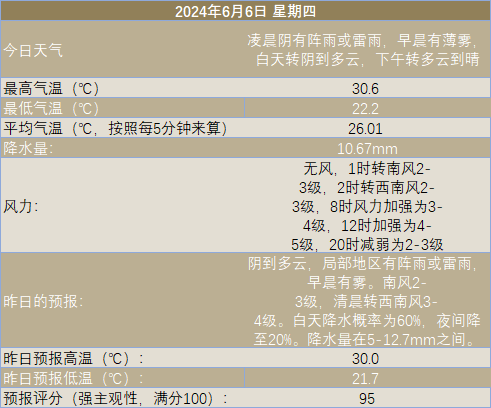 2024年6月6日 星期四
今日天气
凌晨阴有阵雨或雷雨，早晨有薄雾，
白天转阴到多云，下午转多云到晴
最高气温（℃）
30.6
最低气温（℃）
22.2
平均气温（℃，按照每5分钟来算）
26.01
降水量：
10.67mm
风力：
无风，1时转南风2-
3级，2时转西南风2-
3级，8时风力加强为3-
4级，12时加强为4-
5级，20时减弱为2-3级
昨日的预报：
阴到多云，局部地区有阵雨或雷雨，
早晨有雾。南风2-
3级，清晨转西南风3-
4级。白天降水概率为60%，夜间降
至20%。降水量在5-12.7mm之间。
昨日预报高温（℃）：
30.0
昨日预报低温（℃）：
21.7
预报评分（强主观性，满分100）：
95